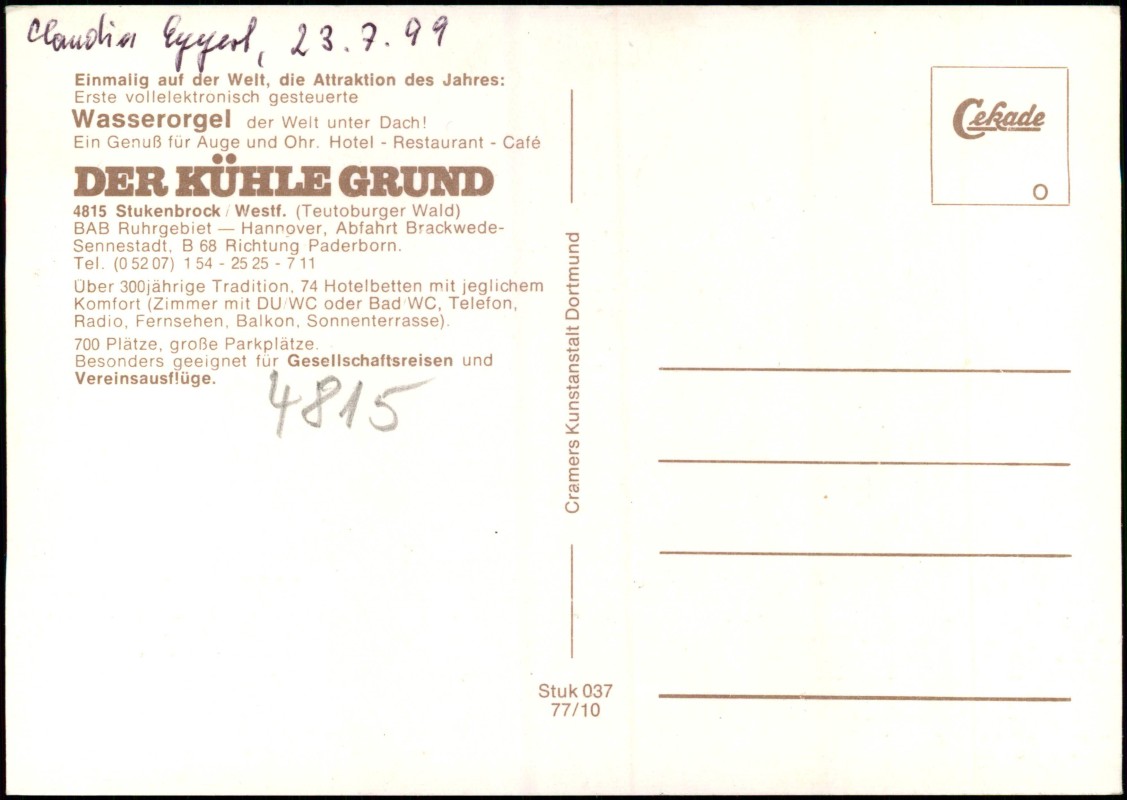 Claudia Eggert, 23.7.99
Einmalig auf der Welt, die Attraktion des Jahres:
Erste vollelektronisch gesteuerte
Wasserorgel der Welt unter Dach!
Ein Genuß für Auge und Ohr. Hotel - Restaurant - Café
DER KÜHLE GRUND
4815 Stukenbrock/Westf. (Teutoburger Wald)
BAB Ruhrgebiet — Hannover, Abfahrt Brackwede-
Sennestadt, B 68 Richtung Paderborn.
Tel. (0 52 07) 1 54 - 25 25 - 7 11
Über 300jährige Tradition, 74 Hotelbetten mit jeglichem
Komfort (Zimmer mit DU/WC oder Bad/WC, Telefon,
Radio, Fernsehen, Balkon, Sonnenterrasse).
700 Plätze, große Parkplätze.
Besonders geeignet für Gesellschaftsreisen und
Vereinsausflüge.
4815
Cramers Kunstanstalt Dortmund
Stuk 037
77/10
Cekade